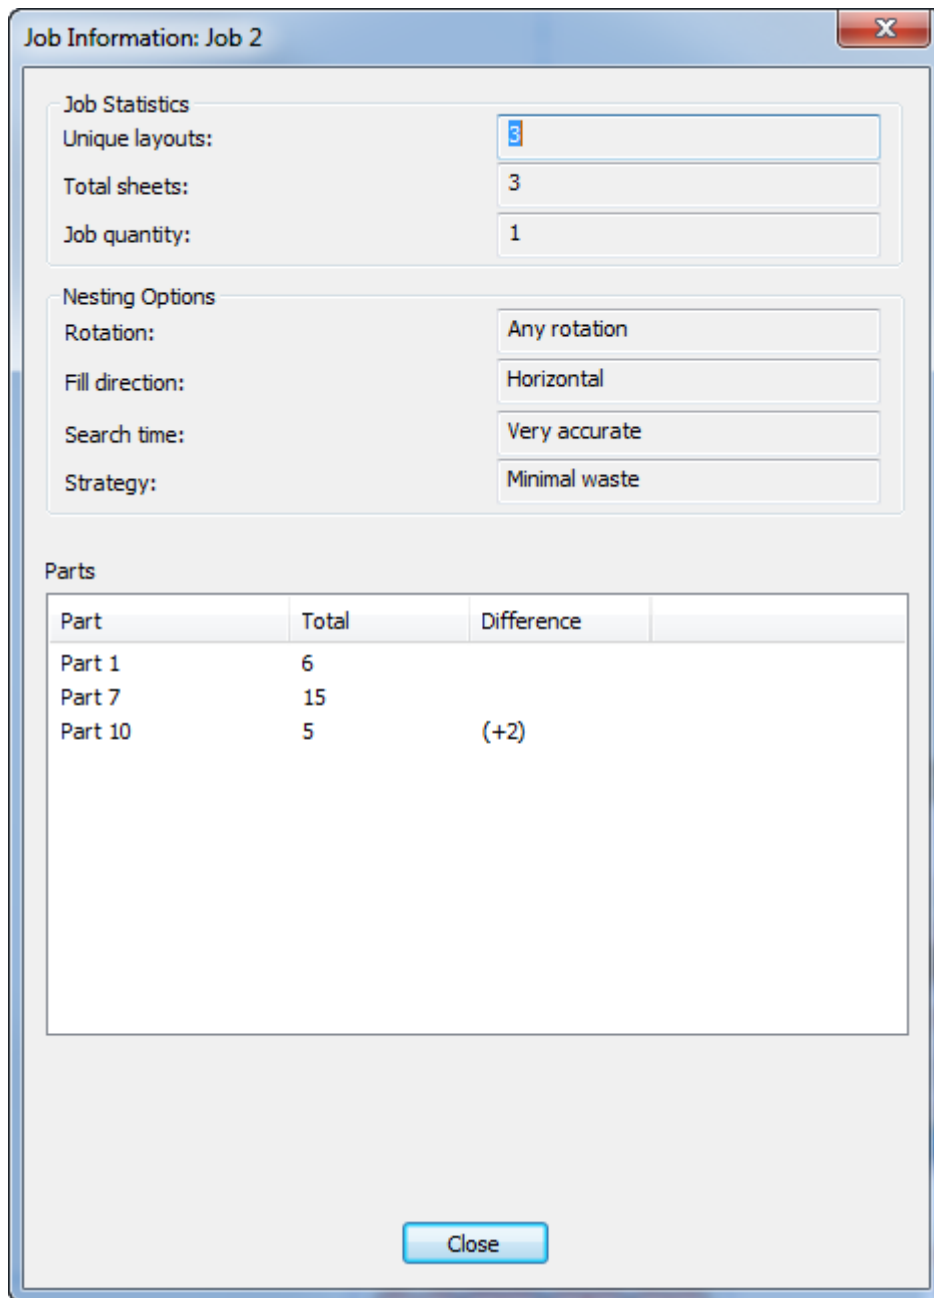 Job Information: Job 2
Job Statistics
Unique layouts: 3
Total sheets: 3
Job quantity: 1
Nesting Options
Rotation: Any rotation
Fill direction: Horizontal
Search time: Very accurate
Strategy: Minimal waste
Parts
Part Total Difference
Part 1 6
Part 7 15
Part 10 5 (+2)
Close